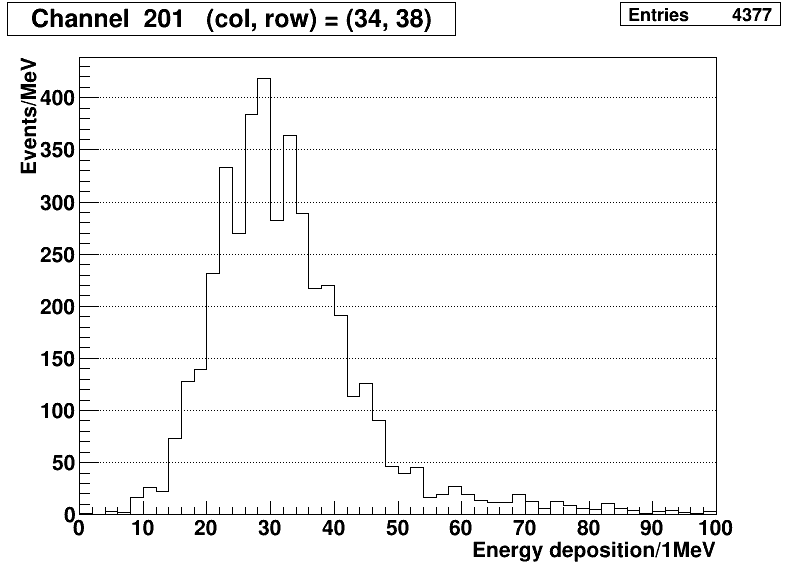 Channel 201 (col, row) = (34, 38)
Entries 4377
Events/MeV
400
350
300
250
200
150
100
50
0
0 10 20 30 40 50 60 70 80 90 100
Energy deposition/1MeV